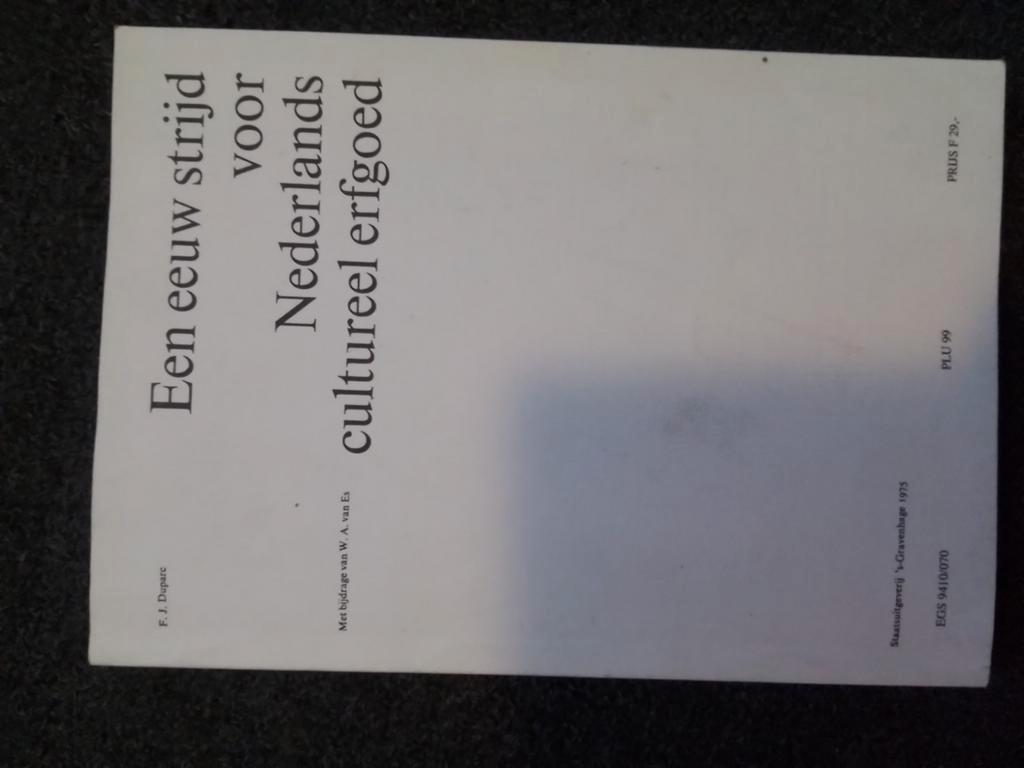 F. J. Duparc
Een eeuw strijd
voor
Nederlands
Met bijdrage van W. A. van Es
cultureel erfgoed
Staatsuitgeverij 's-Gravenhage 1975
EGS 9410/070
PLU 99
PRIJS F 29,-